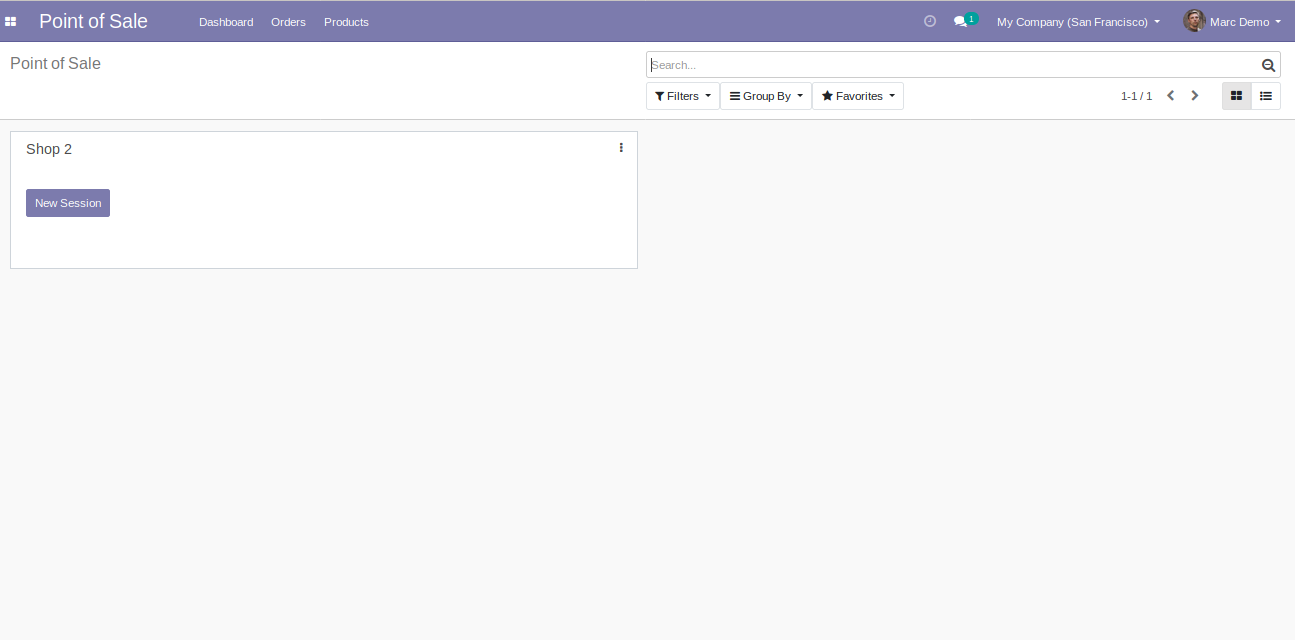 Point of Sale Dashboard Orders Products 1 My Company (San Francisco) Marc Demo
Point of Sale
Search...
Filters Group By Favorites 1-1 / 1
Shop 2
New Session